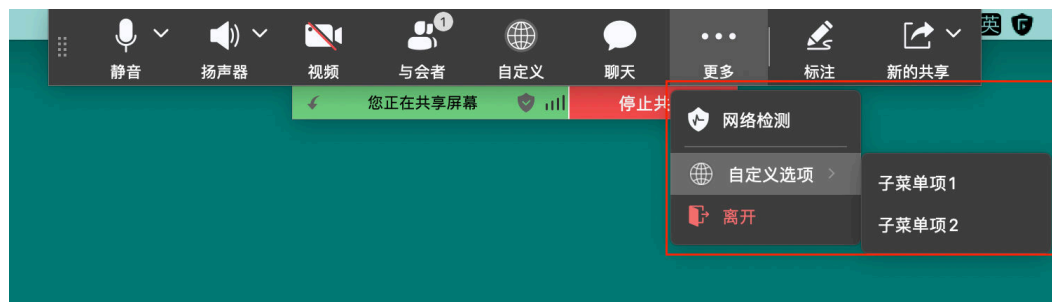 1
英
静音
扬声器
视频
与会者
自定义
聊天
更多
标注
新的共享
您正在共享屏幕
停止共
网络检测
自定义选项
子菜单项1
离开
子菜单项2